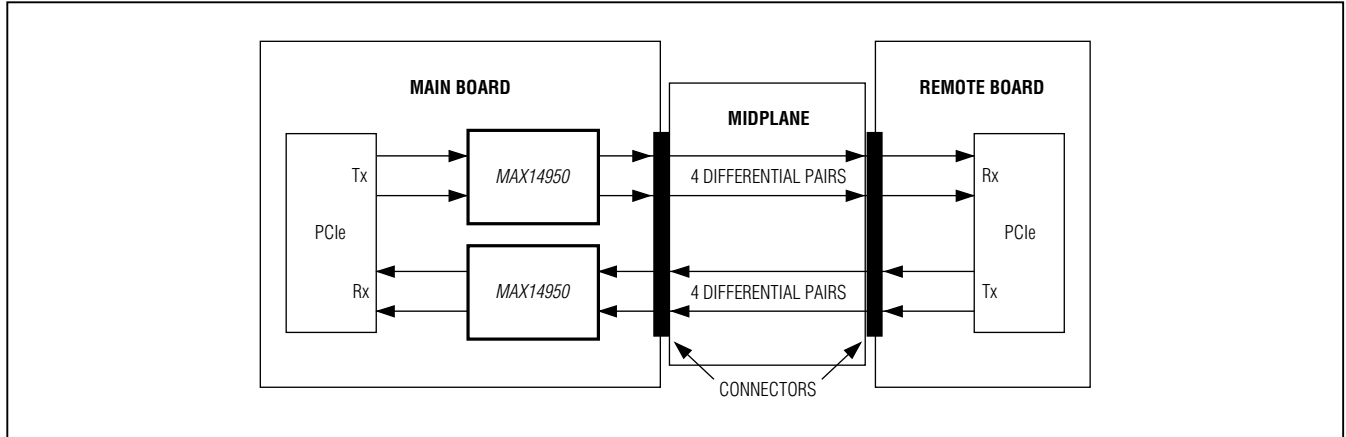 MAIN BOARD
REMOTE BOARD
MIDPLANE
Tx
MAX14950
4 DIFFERENTIAL PAIRS
Rx
PCIe
PCIe
Rx
MAX14950
4 DIFFERENTIAL PAIRS
Tx
CONNECTORS